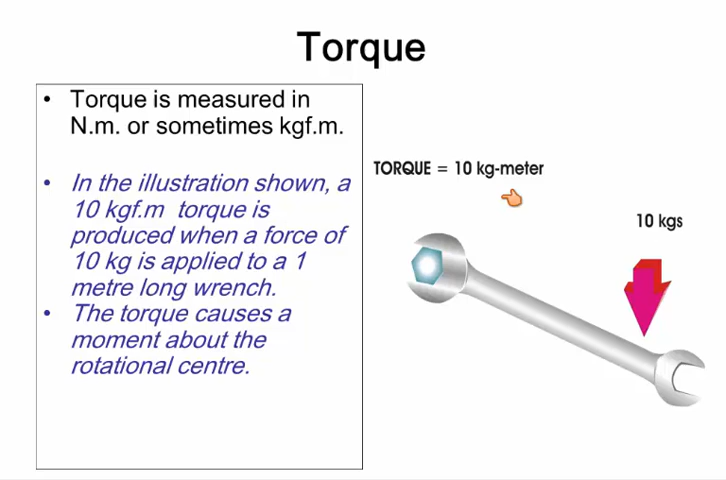 Torque
• Torque is measured in
N.m. or sometimes kgf.m.
• In the illustration shown, a
10 kgf.m torque is
produced when a force of
10 kg is applied to a 1
metre long wrench.
• The torque causes a
moment about the
rotational centre.
TORQUE = 10 kg-meter
10 kgs